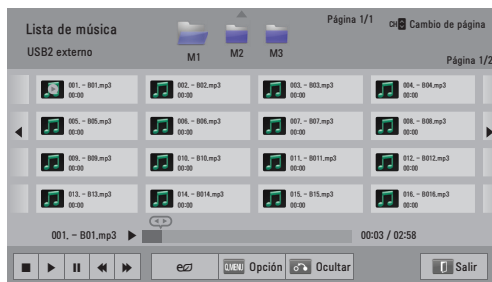 Lista de música
Página 1/1
CH Cambio de página
USB2 externo
M1
M2
M3
Página 1/2
001. - B01.mp3
00:00
002. - B02.mp3
00:00
003. - B03.mp3
00:00
004. - B04.mp3
00:00
005. - B05.mp3
00:00
006. - B06.mp3
00:00
007. - B07.mp3
00:00
008. - B08.mp3
00:00
009. - B09.mp3
00:00
010. - B10.mp3
00:00
011. - B011.mp3
00:00
012. - B012.mp3
00:00
013. - B13.mp3
00:00
014. - B014.mp3
00:00
015. - B15.mp3
00:00
016. - B016.mp3
00:00
001. - B01.mp3
00:03 / 02:58
Q.MENU Opción
Ocultar
Salir